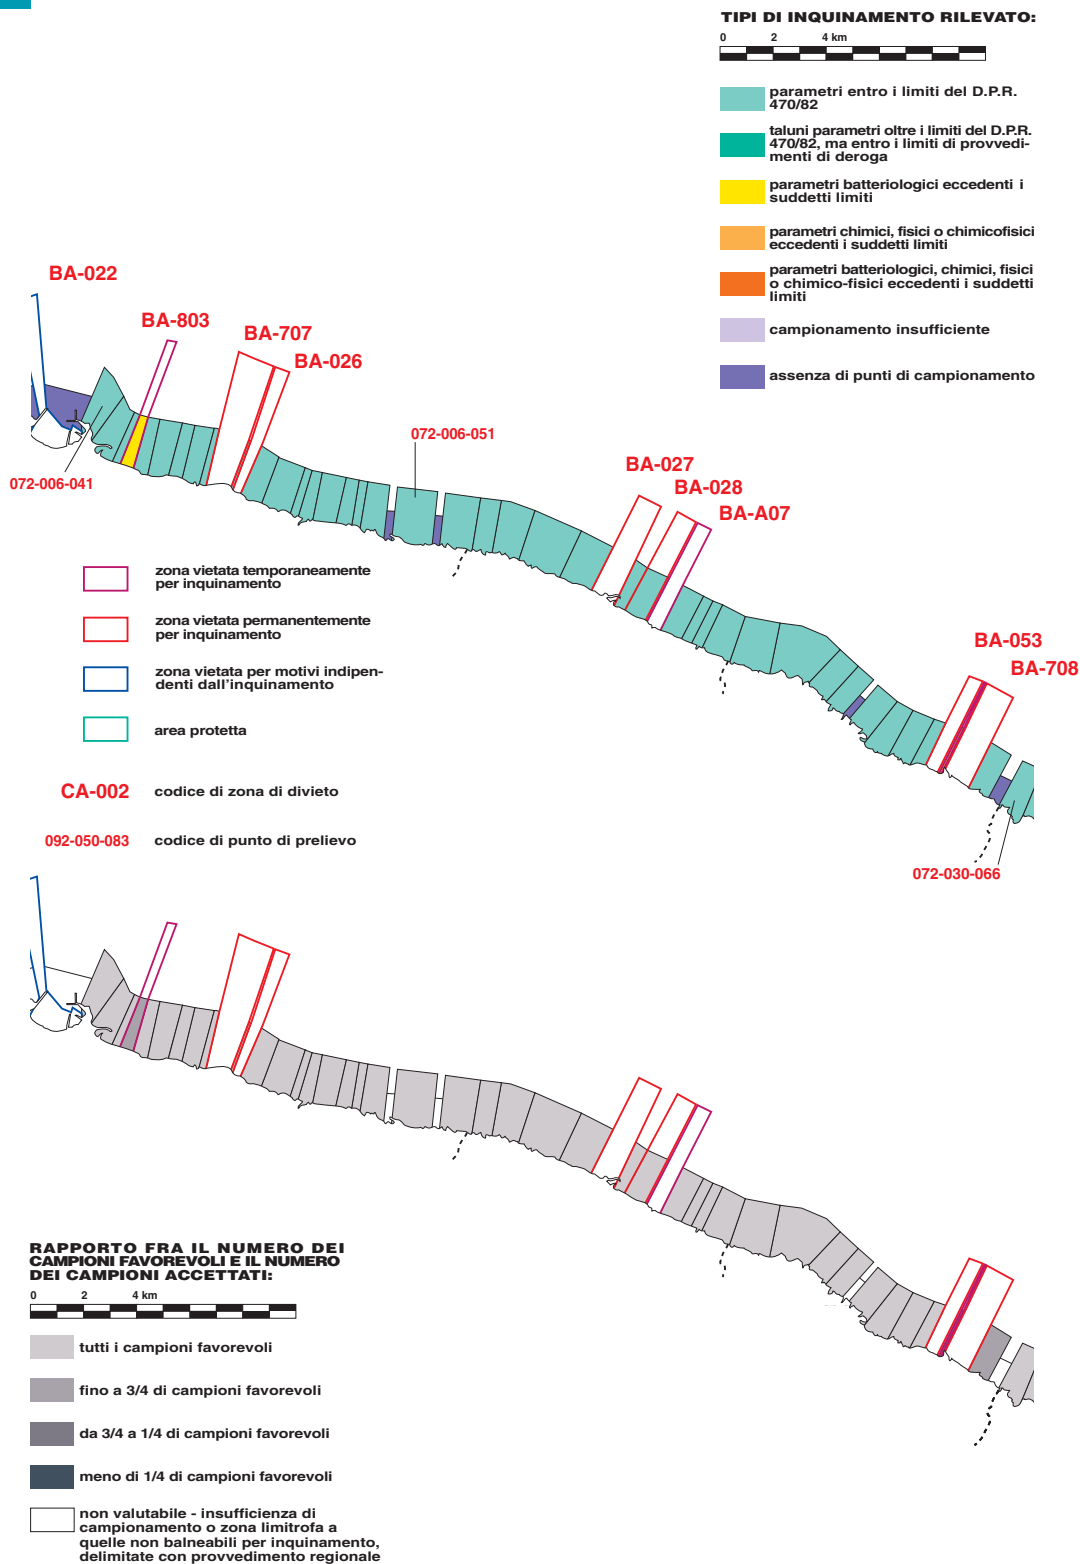 TIPI DI INQUINAMENTO RILEVATO:
0 2 4 km
parametri entro i limiti del D.P.R.
470/82
taluni parametri oltre i limiti del D.P.R.
470/82, ma entro i limiti di provvedi-
menti di deroga
parametri batteriologici eccedenti i
suddetti limiti
parametri chimici, fisici o chimicofisici
eccedenti i suddetti limiti
parametri batteriologici, chimici, fisici
o chimico-fisici eccedenti i suddetti
limiti
campionamento insufficiente
assenza di punti di campionamento
BA-022
BA-803
BA-707
BA-026
072-006-051
072-006-041
BA-027
BA-028
BA-A07
BA-053
BA-708
072-030-066
zona vietata temporaneamente
per inquinamento
zona vietata permanentemente
per inquinamento
zona vietata per motivi indipen-
denti dall'inquinamento
area protetta
CA-002 codice di zona di divieto
092-050-083 codice di punto di prelievo
RAPPORTO FRA IL NUMERO DEI
CAMPIONI FAVOREVOLI E IL NUMERO
DEI CAMPIONI ACCETTATI:
0 2 4 km
tutti i campioni favorevoli
fino a 3/4 di campioni favorevoli
da 3/4 a 1/4 di campioni favorevoli
meno di 1/4 di campioni favorevoli
non valutabile - insufficienza di
campionamento o zona limitrofa a
quelle non balneabili per inquinamento,
delimitate con provvedimento regionale